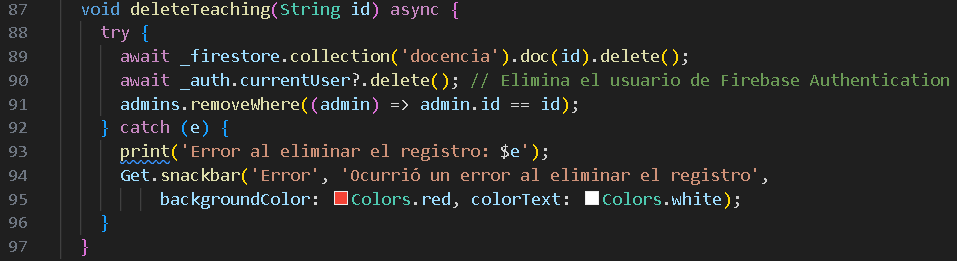 87 void deleteTeaching(String id) async {
88 try {
89 await _firestore.collection('docencia').doc(id).delete();
90 await _auth.currentUser?.delete(); // Elimina el usuario de Firebase Authentication
91 admins.removeWhere((admin) => admin.id == id);
92 } catch (e) {
93 print('Error al eliminar el registro: $e');
94 Get.snackbar('Error', 'Ocurrió un error al eliminar el registro',
95 backgroundColor: Colors.red, colorText: Colors.white);
96 }
97 }